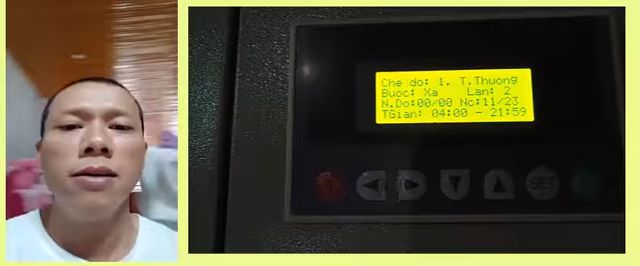 Che do: 1. T.Thuong
Buoc: Xa Lan: 2
N.Do:00/00 Nc:11/23
TGian: 04:00 - 21:59
SET